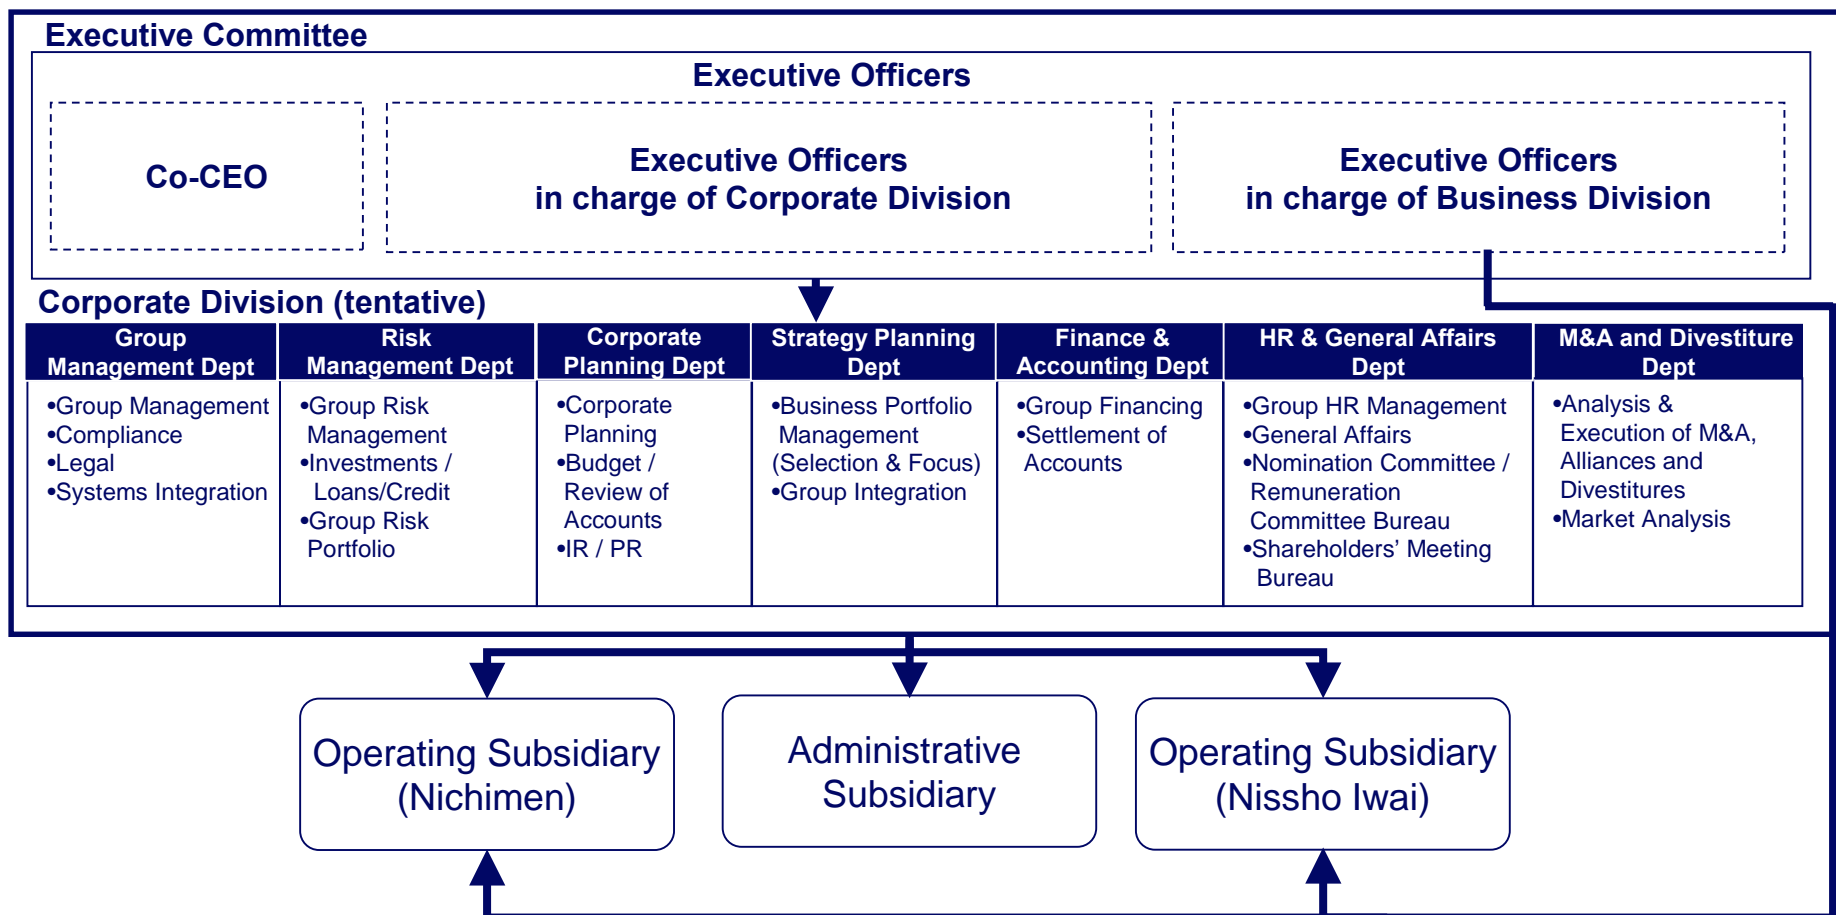 Executive Committee
Executive Officers
Co-CEO
Executive Officers
in charge of Corporate Division
Executive Officers
in charge of Business Division
Corporate Division (tentative)
Group
Management Dept
•Group Management
•Compliance
•Legal
•Systems Integration
Risk
Management Dept
•Group Risk
Management
•Investments /
Loans/Credit
•Group Risk
Portfolio
Corporate
Planning Dept
•Corporate
Planning
•Budget /
Review of
Accounts
•IR / PR
Strategy Planning
Dept
•Business Portfolio
Management
(Selection & Focus)
•Group Integration
Finance &
Accounting Dept
•Group Financing
•Settlement of
Accounts
HR & General Affairs
Dept
•Group HR Management
•General Affairs
•Nomination Committee /
Remuneration
Committee Bureau
•Shareholders’ Meeting
Bureau
M&A and Divestiture
Dept
•Analysis &
Execution of M&A,
Alliances and
Divestitures
•Market Analysis
Operating Subsidiary
(Nichimen)
Administrative
Subsidiary
Operating Subsidiary
(Nissho Iwai)